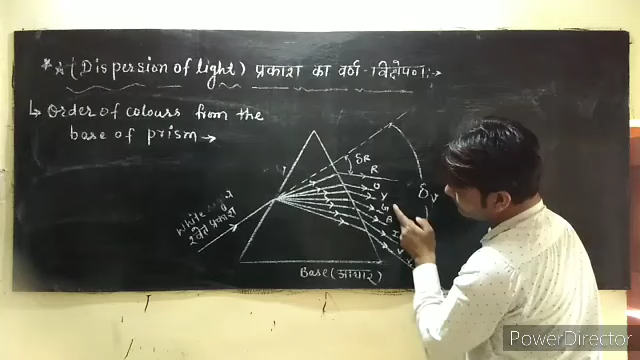 *☆ (Dispersion of light) प्रकाश का वर्ण-विक्षेपण :→
↳ Order of colours from the
base of prism →
δR
R
O
Y
G
B
I
V
δv
White light
श्वेत प्रकाश
Base (आधार)
PowerDirector